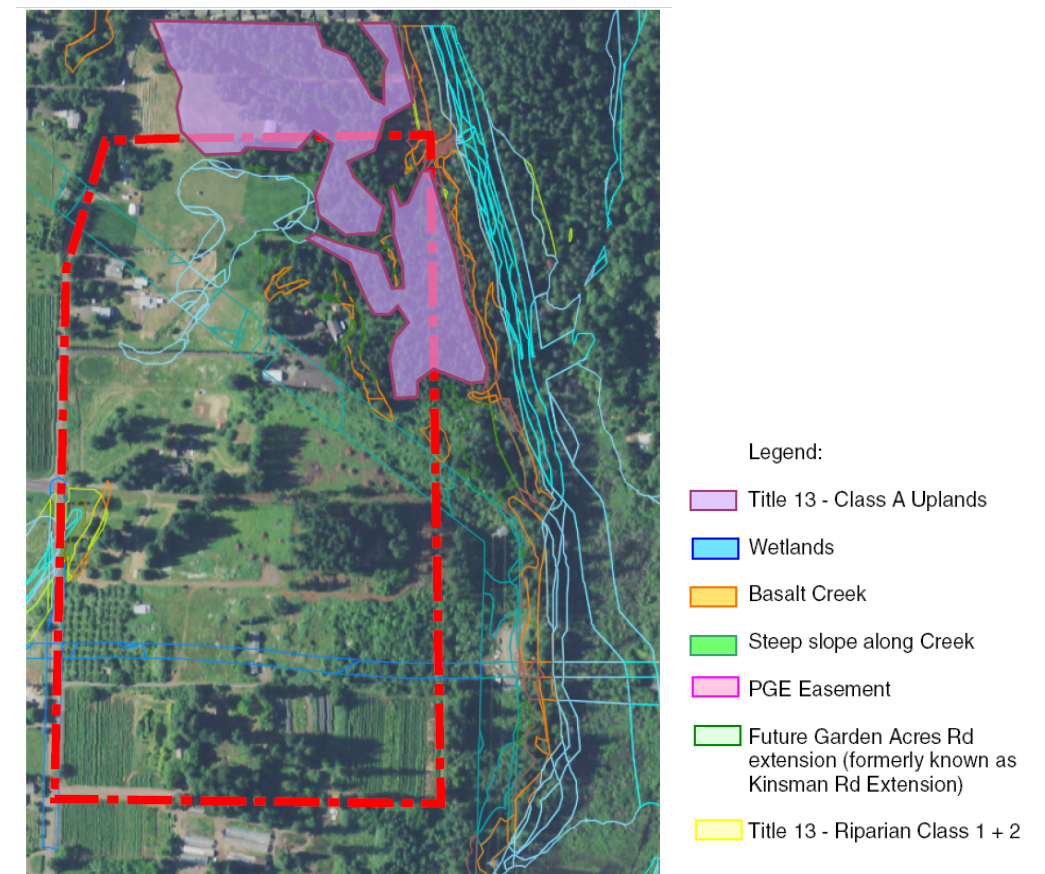 Legend:
Title 13 - Class A Uplands
Wetlands
Basalt Creek
Steep slope along Creek
PGE Easement
Future Garden Acres Rd
extension (formerly known as
Kinsman Rd Extension)
Title 13 - Riparian Class 1 + 2